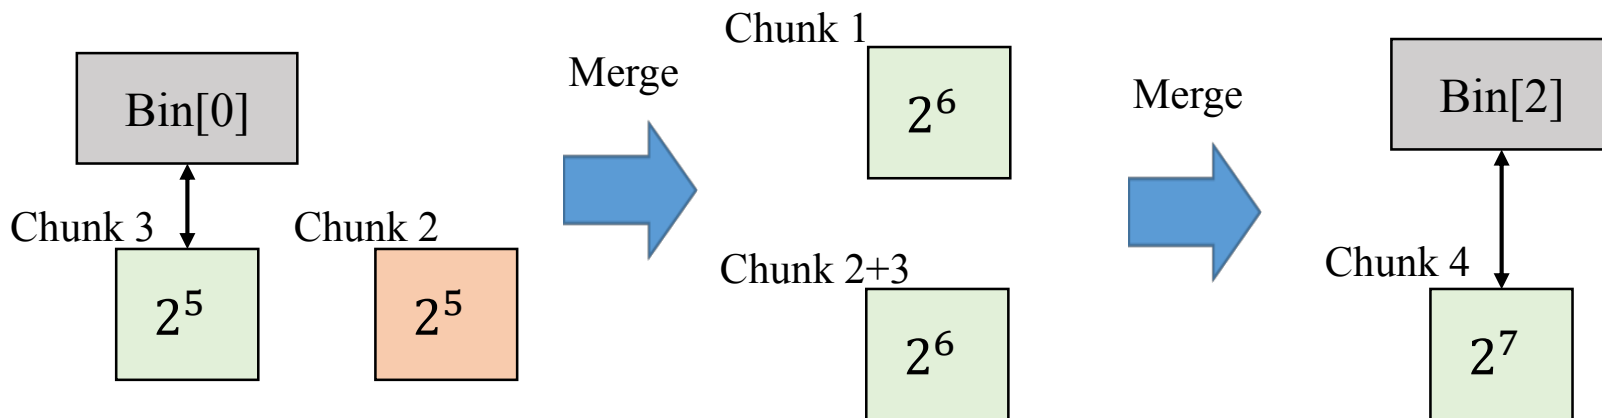 Bin[0]
Chunk 3
2⁵
Chunk 2
2⁵
Merge
Chunk 1
2⁶
Chunk 2+3
2⁶
Merge
Bin[2]
Chunk 4
2⁷